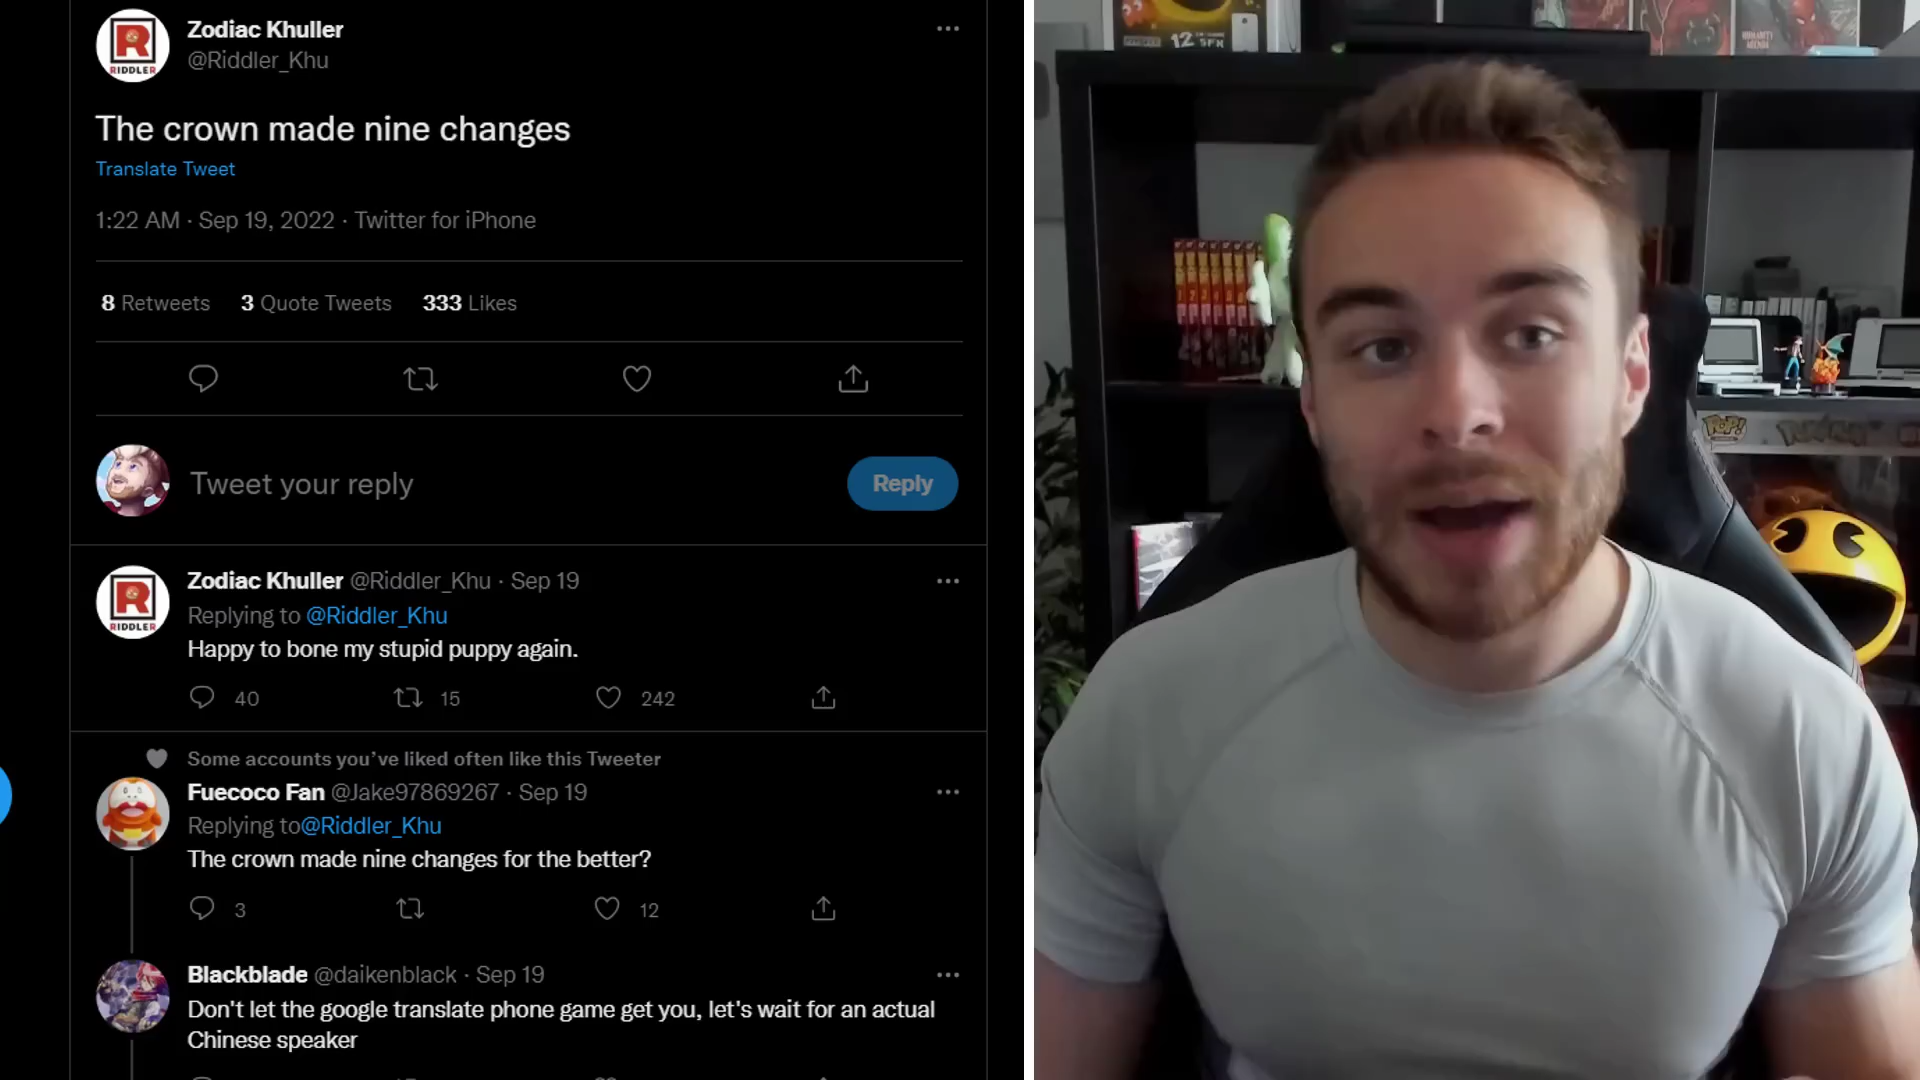 Zodiac Khuller
@Riddler_Khu
RIDDLER
The crown made nine changes
Translate Tweet
1:22 AM · Sep 19, 2022 · Twitter for iPhone
8 Retweets 3 Quote Tweets 333 Likes
Tweet your reply
Reply
Zodiac Khuller @Riddler_Khu · Sep 19
RIDDLER
Replying to @Riddler_Khu
Happy to bone my stupid puppy again.
40 15 242
Some accounts you’ve liked often like this Tweeter
Fuecoco Fan @Jake97869267 · Sep 19
Replying to@Riddler_Khu
The crown made nine changes for the better?
3 12
Blackblade @daikenblack · Sep 19
Don't let the google translate phone game get you, let's wait for an actual
Chinese speaker
12 SFX
POP!